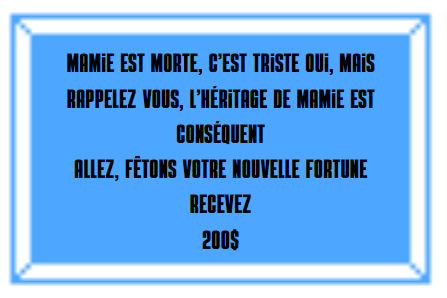 MAMiE EST MORTE, C'EST TRiSTE OUi, MAiS
RAPPELEZ VOUS, L'HÉRiTAGE DE MAMiE EST
CONSÉQUENT
ALLEZ, FÊTONS VOTRE NOUVELLE FORTUNE
RECEVEZ
200$